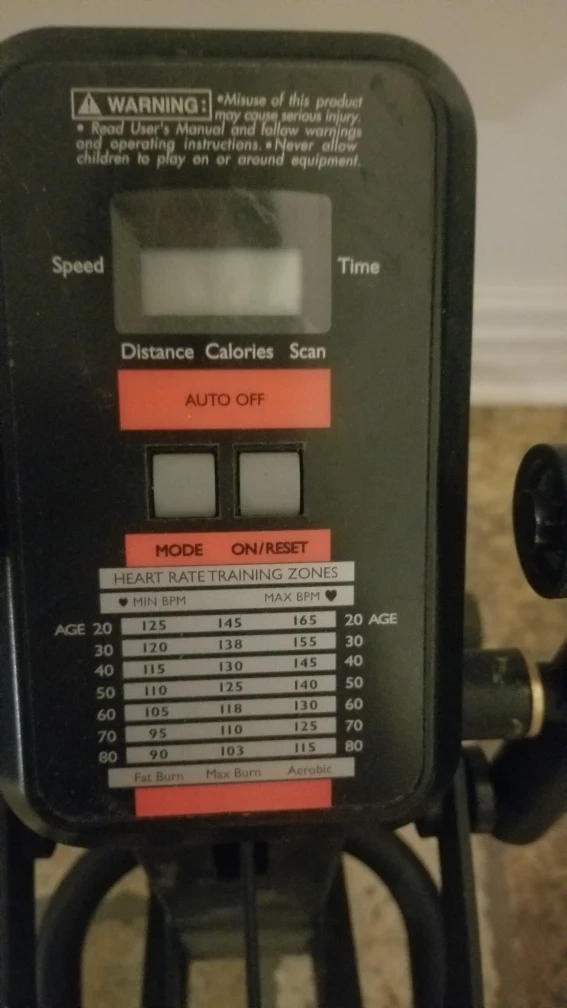 WARNING: •Misuse of this product
may cause serious injury.
• Read User's Manual and follow warnings
and operating instructions. • Never allow
children to play on or around equipment.
Speed Time
Distance Calories Scan
AUTO OFF
MODE ON/RESET
HEART RATE TRAINING ZONES
♥ MIN BPM MAX BPM ♥
AGE 20 125 145 165 20 AGE
30 120 138 155 30
40 115 130 145 40
50 110 125 140 50
60 105 118 130 60
70 95 110 125 70
80 90 103 115 80
Fat Burn Max Burn Aerobic